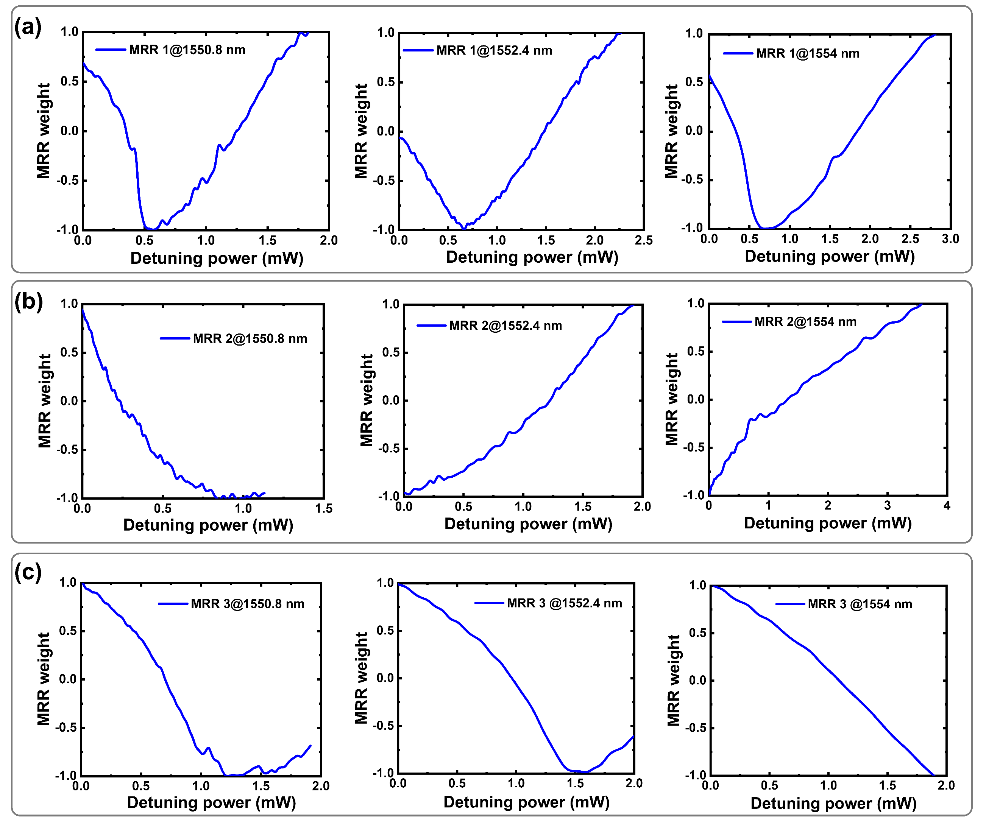 (a)
MRR 1@1550.8 nm
MRR weight
1.0
0.5
0.0
-0.5
-1.0
0.0 0.5 1.0 1.5 2.0
Detuning power (mW)
MRR 1@1552.4 nm
MRR weight
1.0
0.5
0.0
-0.5
-1.0
0.0 0.5 1.0 1.5 2.0 2.5
Detuning power (mW)
MRR 1@1554 nm
MRR weight
1.0
0.5
0.0
-0.5
-1.0
0.0 0.5 1.0 1.5 2.0 2.5 3.0
Detuning power (mW)
(b)
MRR 2@1550.8 nm
MRR weight
1.0
0.5
0.0
-0.5
-1.0
0.0 0.5 1.0 1.5
Detuning power (mW)
MRR 2@1552.4 nm
MRR weight
1.0
0.5
0.0
-0.5
-1.0
0.0 0.5 1.0 1.5 2.0
Detuning power (mW)
MRR 2@1554 nm
MRR weight
1.0
0.5
0.0
-0.5
-1.0
0 1 2 3 4
Detuning power (mW)
(c)
MRR 3@1550.8 nm
MRR weight
1.0
0.5
0.0
-0.5
-1.0
0.0 0.5 1.0 1.5 2.0
Detuning power (mW)
MRR 3 @1552.4 nm
MRR weight
1.0
0.5
0.0
-0.5
-1.0
0.0 0.5 1.0 1.5 2.0
Detuning power (mW)
MRR 3 @1554 nm
MRR weight
1.0
0.5
0.0
-0.5
-1.0
0.0 0.5 1.0 1.5 2.0
Detuning power (mW)